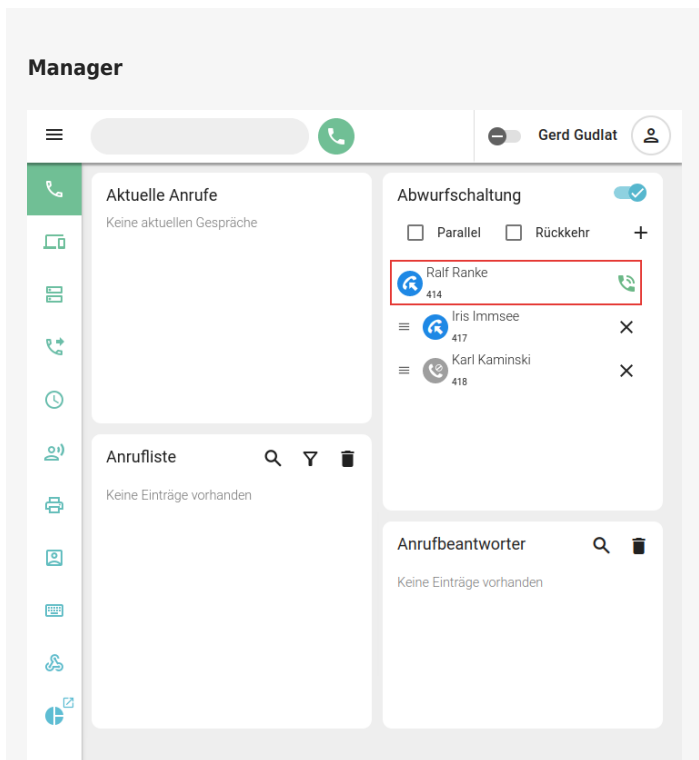 Manager
Gerd Gudlat
Aktuelle Anrufe
Keine aktuellen Gespräche
Abwurfschaltung
Parallel Rückkehr
Ralf Ranke
414
Iris Immsee
417
Karl Kaminski
418
Anrufliste
Keine Einträge vorhanden
Anrufbeantworter
Keine Einträge vorhanden